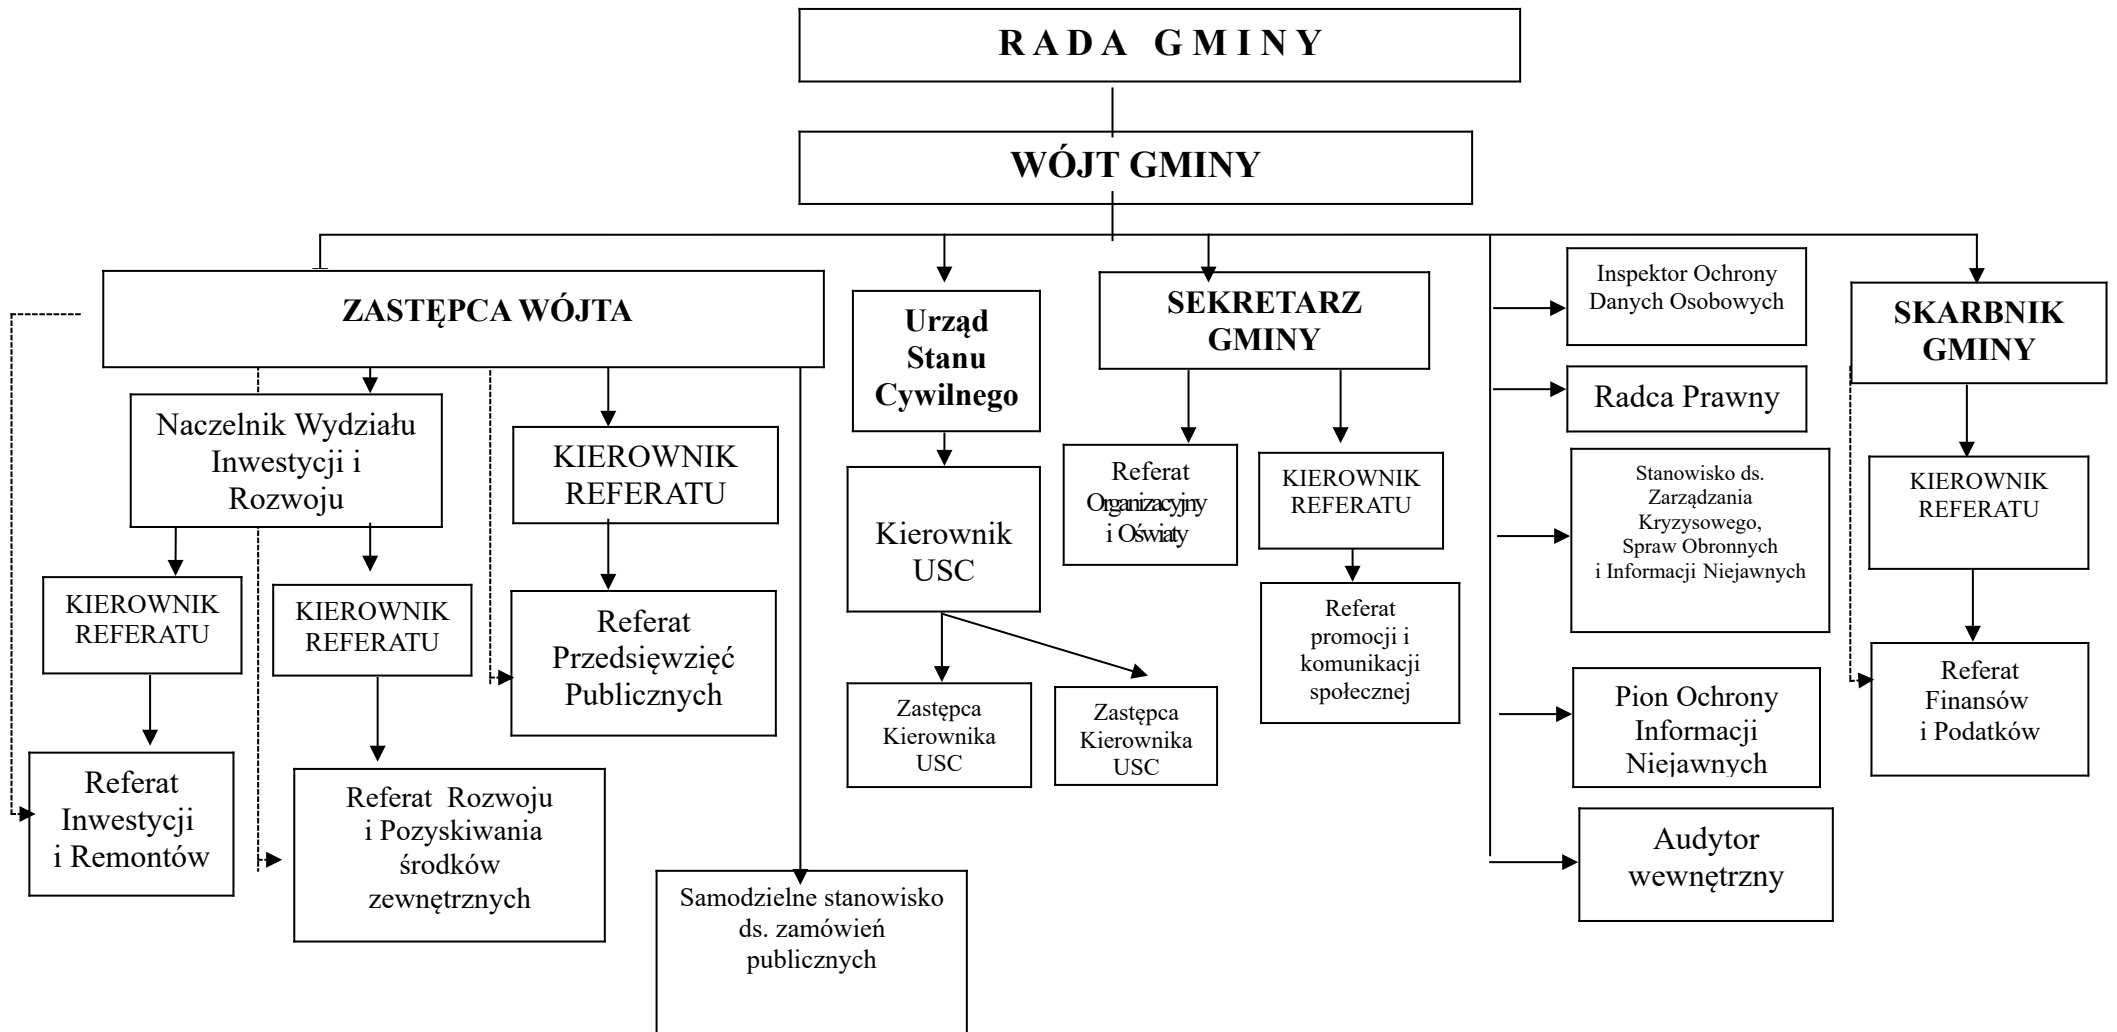 RADA GMINY
WÓJT GMINY
ZASTĘPCA WÓJTA
Urząd
Stanu
Cywilnego
SEKRETARZ
GMINY
Inspektor Ochrony
Danych Osobowych
SKARBNIK
GMINY
Radca Prawny
Naczelnik Wydziału
Inwestycji i
Rozwoju
KIEROWNIK
REFERATU
Kierownik
USC
Referat
Organizacyjny
i Oświaty
KIEROWNIK
REFERATU
Stanowisko ds.
Zarządzania
Kryzysowego,
Spraw Obronnych
i Informacji Niejawnych
KIEROWNIK
REFERATU
KIEROWNIK
REFERATU
KIEROWNIK
REFERATU
Referat
Przedsięwzięć
Publicznych
Referat
promocji i
komunikacji
społecznej
Referat
Finansów
i Podatków
Zastępca
Kierownika
USC
Zastępca
Kierownika
USC
Pion Ochrony
Informacji
Niejawnych
Referat
Inwestycji
i Remontów
Referat  Rozwoju
i Pozyskiwania
środków
zewnętrznych
Samodzielne stanowisko
ds. zamówień
publicznych
Audytor
wewnętrzny